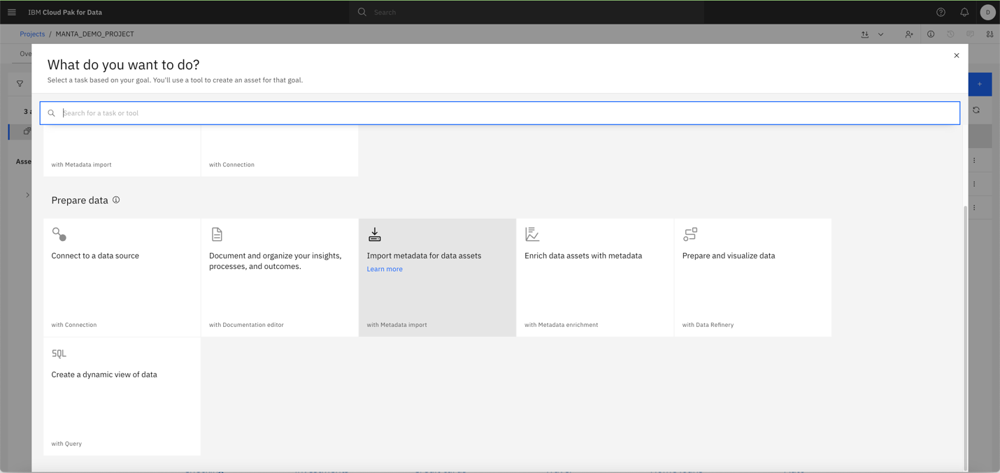 IBM Cloud Pak for Data
Search
D
Projects / MANTA_DEMO_PROJECT
Ove
What do you want to do?
Select a task based on your goal. You'll use a tool to create an asset for that goal.
+
Search for a task or tool
3 a
with Metadata import
with Connection
Asse
Prepare data
Connect to a data source
with Connection
Document and organize your insights,
processes, and outcomes.
with Documentation editor
Import metadata for data assets
Learn more
with Metadata import
Enrich data assets with metadata
with Metadata enrichment
Prepare and visualize data
with Data Refinery
SQL
Create a dynamic view of data
with Query